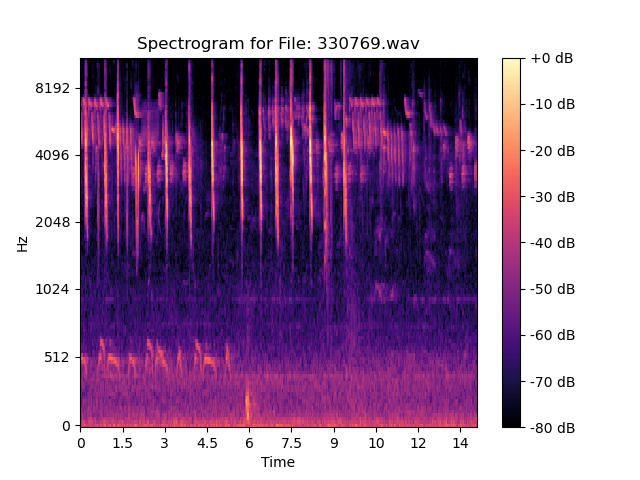 Spectrogram for File: 330769.wav
Hz
8192
4096
2048
1024
512
0
0 1.5 3 4.5 6 7.5 9 10 12 14
Time
+0 dB
-10 dB
-20 dB
-30 dB
-40 dB
-50 dB
-60 dB
-70 dB
-80 dB